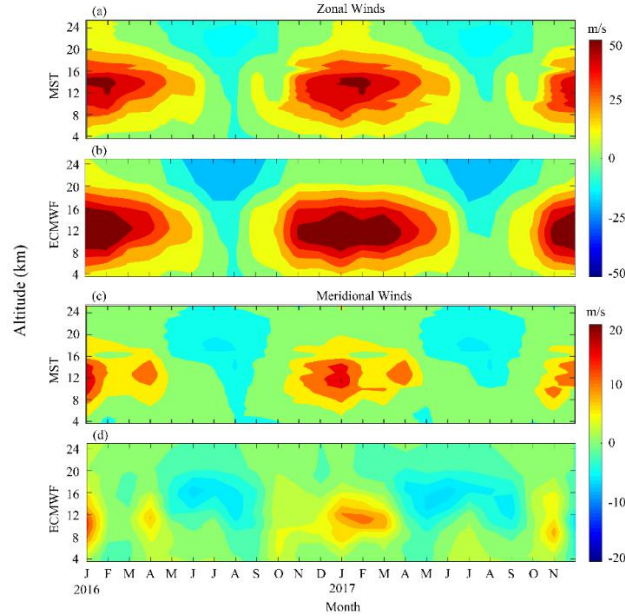 (a)
Zonal Winds
m/s
24
20
16
12
8
4
MST
50
25
0
-25
-50
(b)
24
20
16
12
8
4
ECMWF
Altitude (km)
(c)
Meridional Winds
m/s
24
20
16
12
8
4
MST
20
10
0
-10
-20
(d)
24
20
16
12
8
4
ECMWF
J F M A M J J A S O N D J F M A M J J A S O N
2016 2017
Month